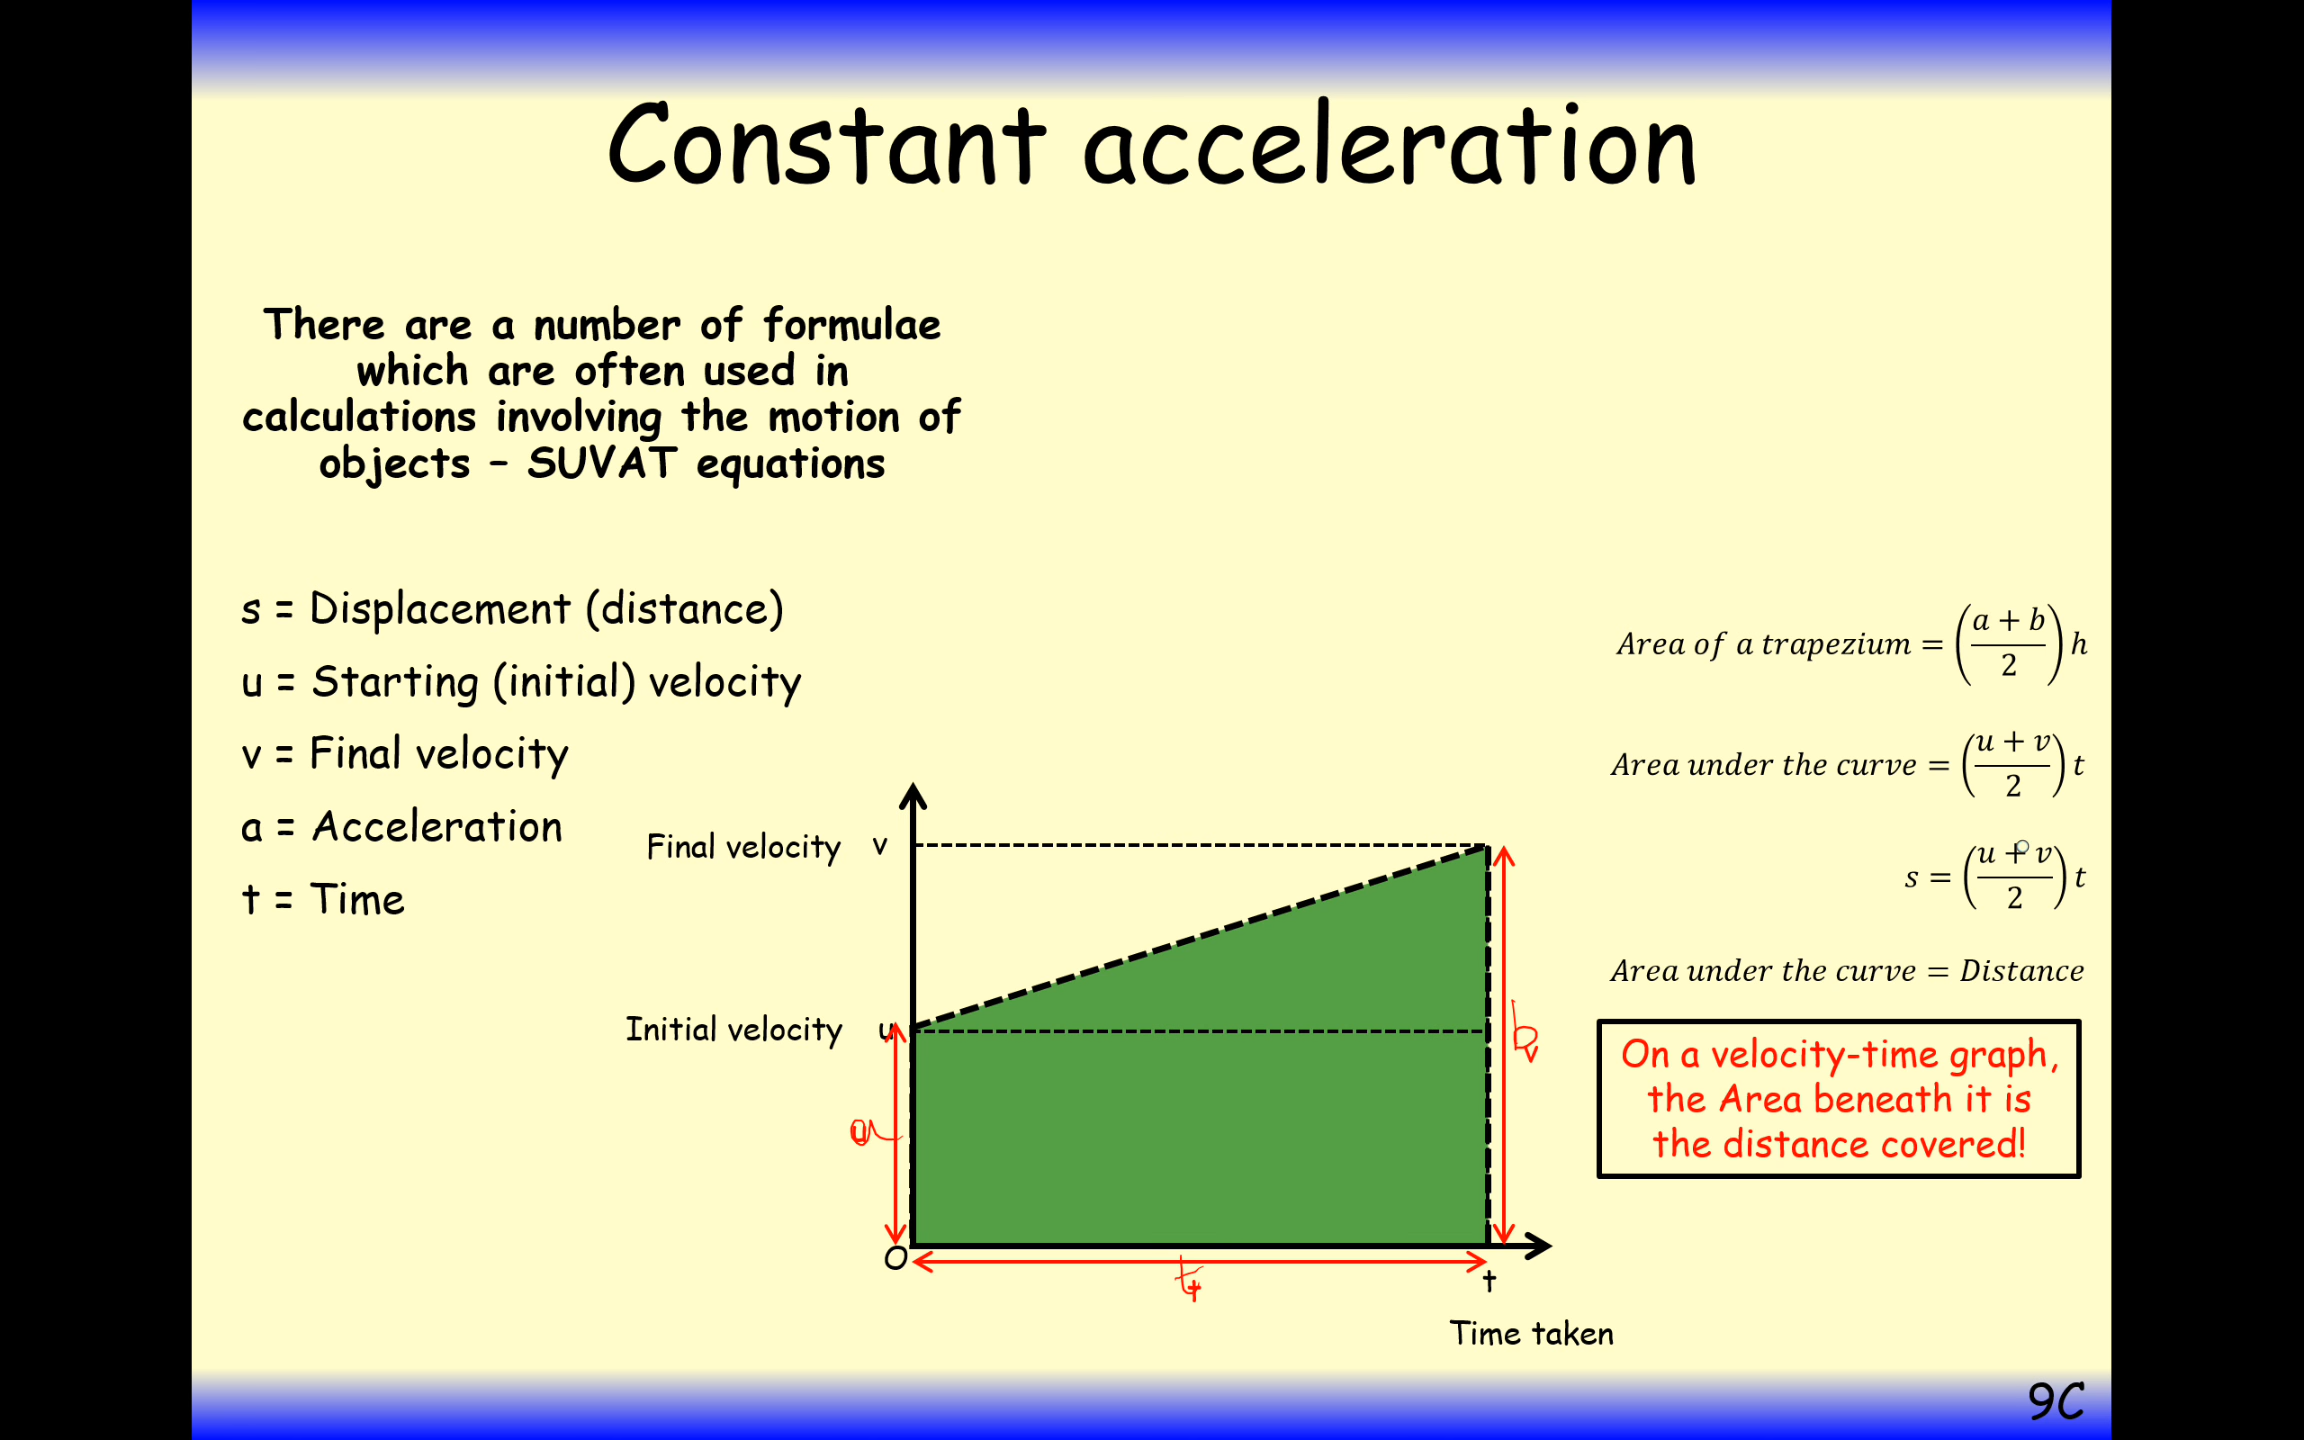 Constant acceleration
There are a number of formulae
which are often used in
calculations involving the motion of
objects – SUVAT equations
s = Displacement (distance)
u = Starting (initial) velocity
v = Final velocity
a = Acceleration
t = Time
Area of a trapezium = ((a + b)/2) h
Area under the curve = ((u + v)/2) t
s = ((u + v)/2) t
Area under the curve = Distance
On a velocity-time graph,
the Area beneath it is
the distance covered!
Final velocity v
Initial velocity u
u a
b
v
O
t
t
t
Time taken
9C